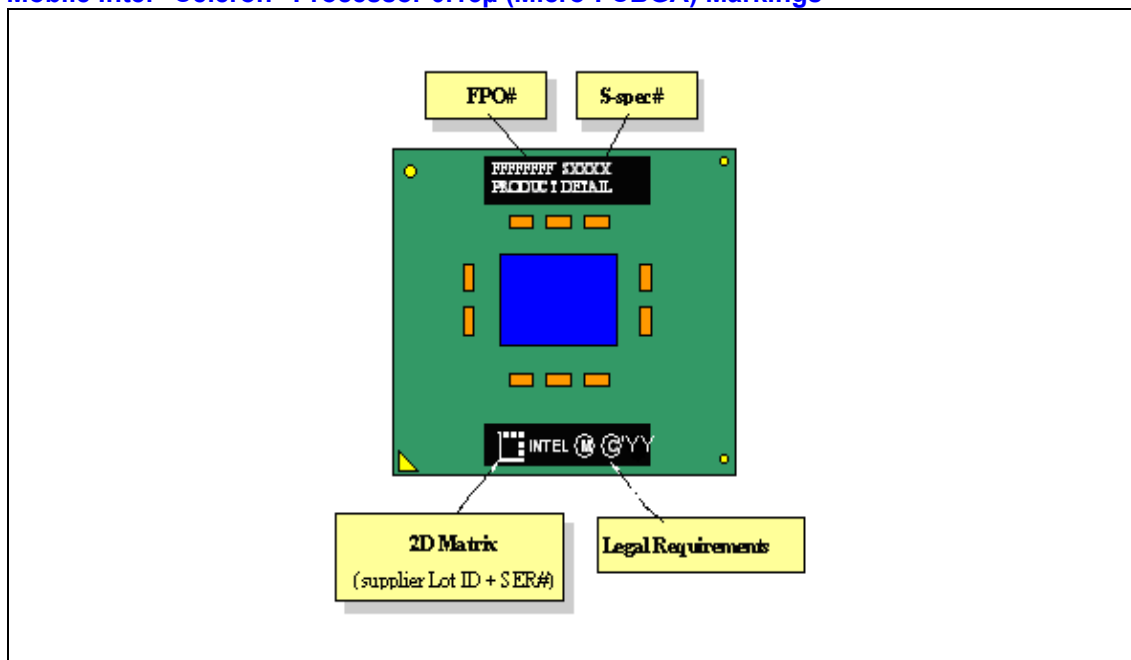 FPO#
S-spec#
FFFFFFFF SXXXX
PRODUCT DETAIL
INTEL Ⓜ ©'YY
2D Matrix
(supplier Lot ID + SER#)
Legal Requirements